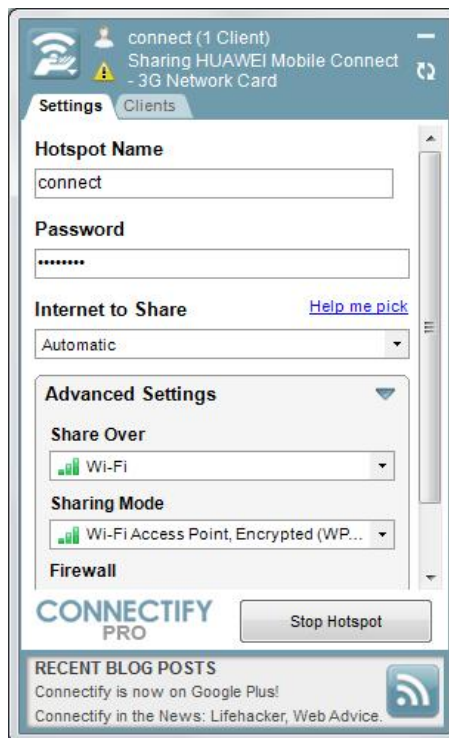 connect (1 Client)
Sharing HUAWEI Mobile Connect
- 3G Network Card
Settings
Clients
Hotspot Name
connect
Password
••••••••
Internet to Share
Help me pick
Automatic
Advanced Settings
Share Over
Wi-Fi
Sharing Mode
Wi-Fi Access Point, Encrypted (WP...
Firewall
CONNECTIFY
PRO
Stop Hotspot
RECENT BLOG POSTS
Connectify is now on Google Plus!
Connectify in the News: Lifehacker, Web Advice.